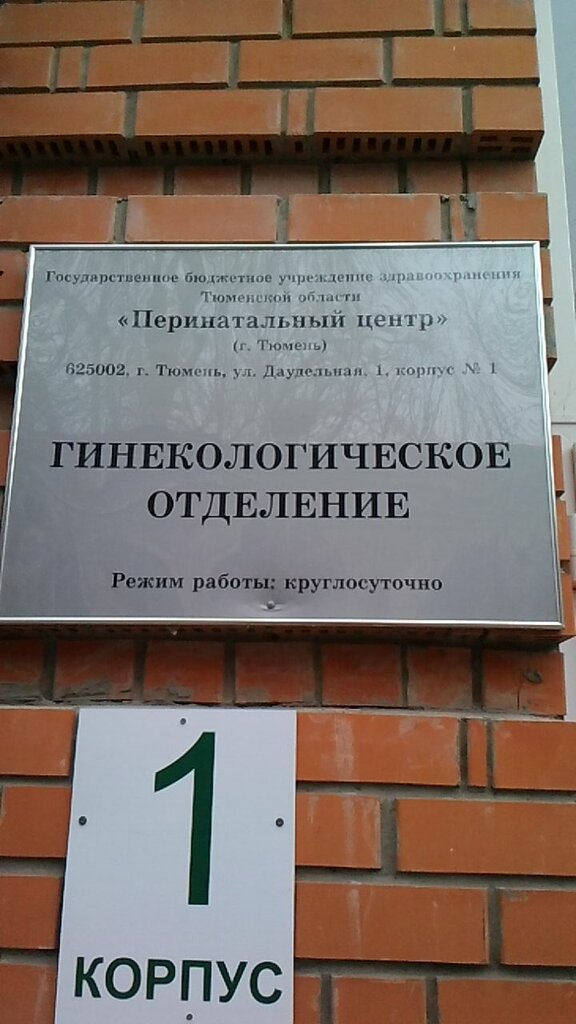 Государственное бюджетное учреждение здравоохранения
Тюменской области
«Перинатальный центр»
(г. Тюмень)
625002, г. Тюмень, ул. Даудельная, 1, корпус № 1
ГИНЕКОЛОГИЧЕСКОЕ
ОТДЕЛЕНИЕ
Режим работы: круглосуточно
1
КОРПУС